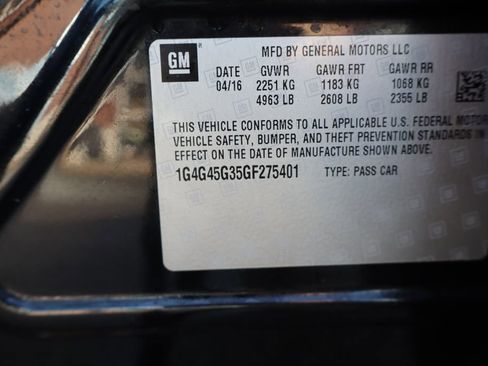 GM
MFD BY GENERAL MOTORS LLC
DATE GVWR GAWR FRT GAWR RR
04/16 2251 KG 1183 KG 1068 KG
4963 LB 2608 LB 2355 LB
THIS VEHICLE CONFORMS TO ALL APPLICABLE U.S. FEDERAL MOTOR
VEHICLE SAFETY, BUMPER, AND THEFT PREVENTION STANDARDS IN
EFFECT ON THE DATE OF MANUFACTURE SHOWN ABOVE.
1G4G45G35GF275401 TYPE: PASS CAR